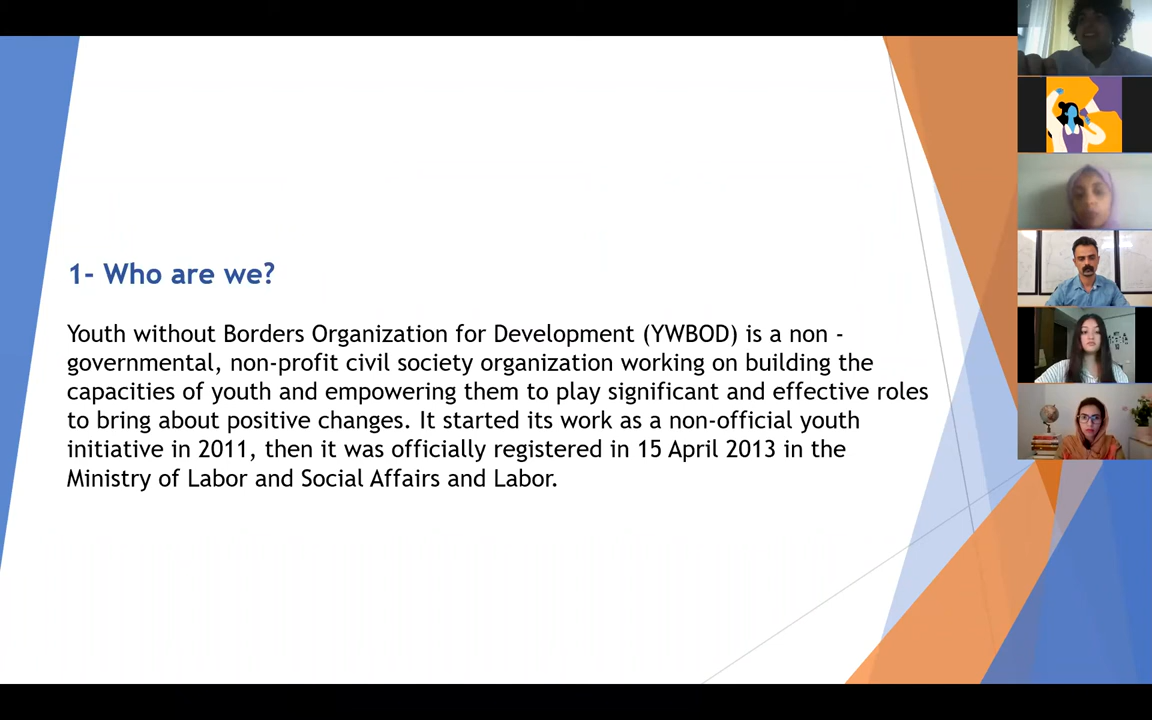 1- Who are we?
Youth without Borders Organization for Development (YWBOD) is a non -
governmental, non-profit civil society organization working on building the
capacities of youth and empowering them to play significant and effective roles
to bring about positive changes. It started its work as a non-official youth
initiative in 2011, then it was officially registered in 15 April 2013 in the
Ministry of Labor and Social Affairs and Labor.